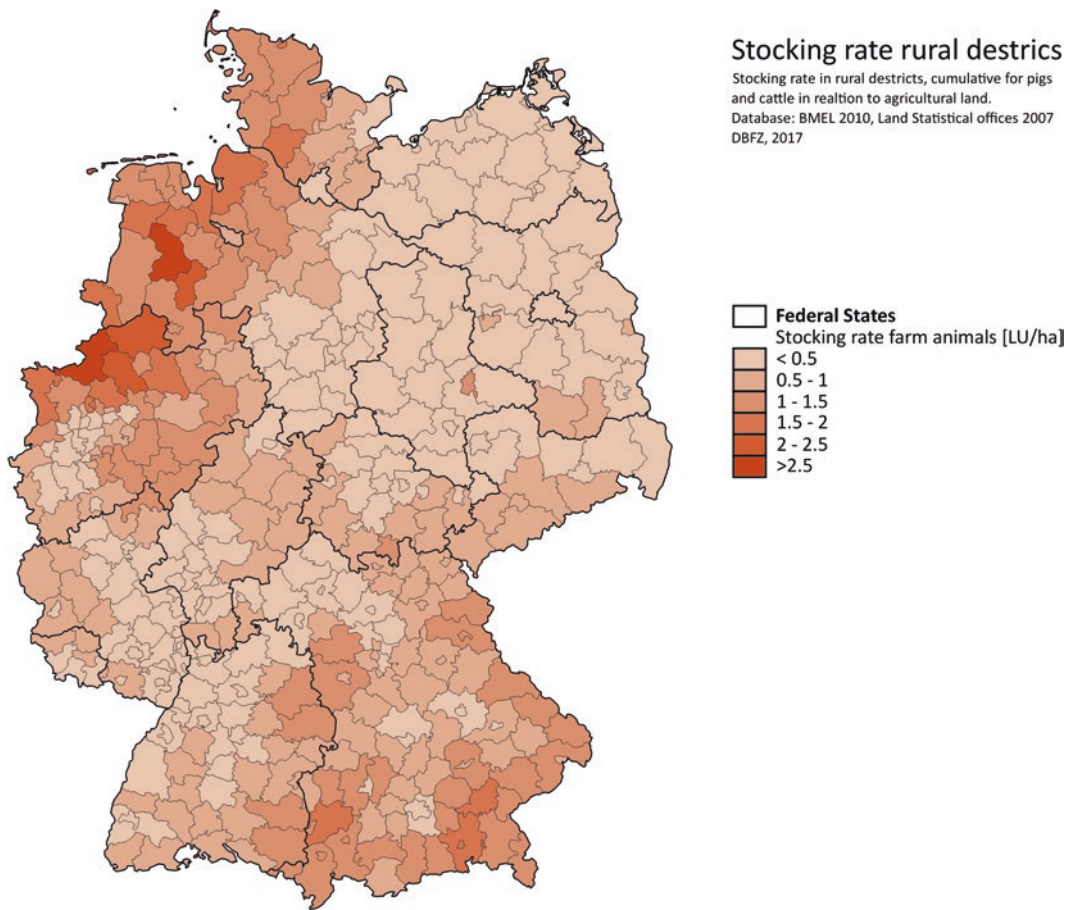 Stocking rate rural destrics
Stocking rate in rural destricts, cumulative for pigs
and cattle in realtion to agricultural land.
Database: BMEL 2010, Land Statistical offices 2007
DBFZ, 2017
Federal States
Stocking rate farm animals [LU/ha]
< 0.5
0.5 - 1
1 - 1.5
1.5 - 2
2 - 2.5
>2.5